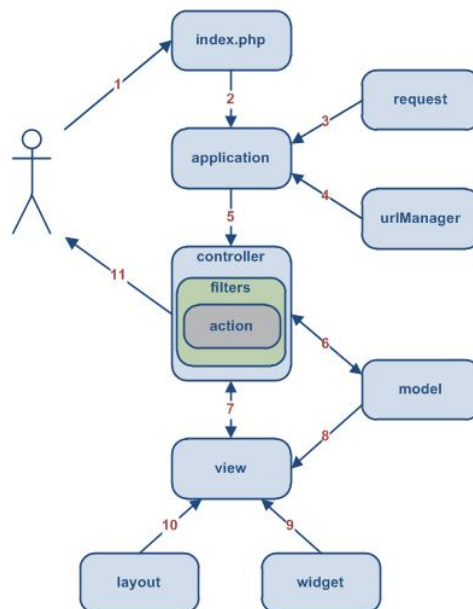 index.php
1
2
request
3
application
4
urlManager
5
controller
filters
action
11
6
model
7
8
view
10
9
layout
widget